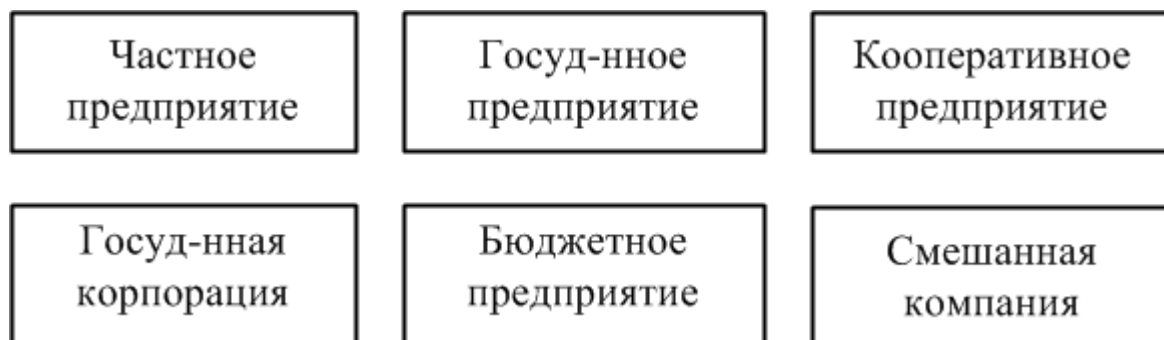 Частное
предприятие
Госуд-нное
предприятие
Кооперативное
предприятие
Госуд-нная
корпорация
Бюджетное
предприятие
Смешанная
компания